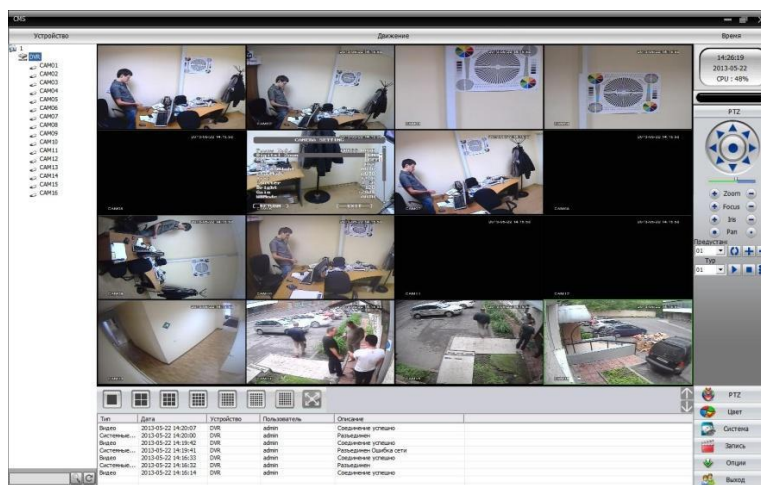 CMS
Устройство Движение Время
1
DVR
CAM01
CAM02
CAM03
CAM04
CAM05
CAM06
CAM07
CAM08
CAM09
CAM10
CAM11
CAM12
CAM13
CAM14
CAM15
CAM16
CAMERA SETTING
14:26:19
2013-05-22
CPU : 48%
PTZ
Zoom
Focus
Iris
Pan
Предустан
01
Тур
01
PTZ
Цвет
Система
Запись
Опции
Выход
Тип Дата Устройство Пользователь Описание
Видео 2013-05-22 14:20:07 DVR admin Соединение успешно
Системные... 2013-05-22 14:20:00 DVR admin Разъединен
Видео 2013-05-22 14:19:42 DVR admin Соединение успешно
Системные... 2013-05-22 14:19:41 DVR admin Разъединен Ошибка сети
Видео 2013-05-22 14:16:33 DVR admin Соединение успешно
Системные... 2013-05-22 14:16:32 DVR admin Разъединен
Видео 2013-05-22 14:16:14 DVR admin Соединение успешно